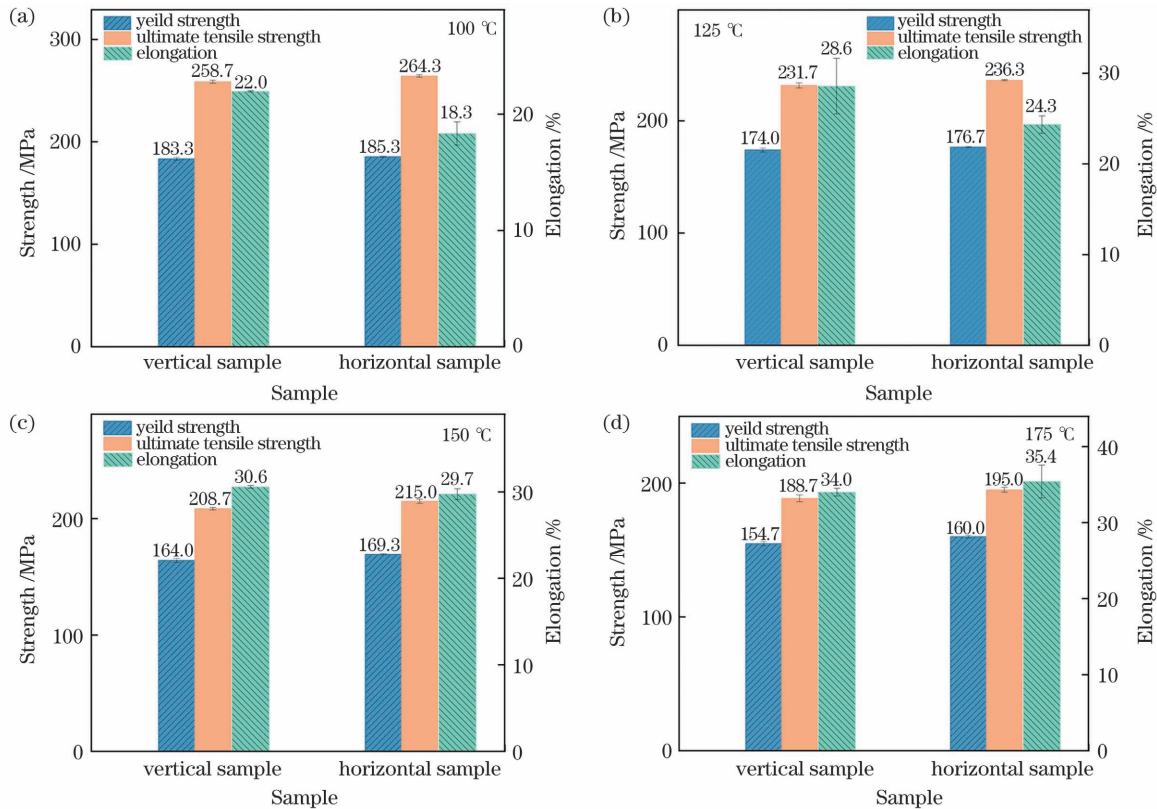 (a)
yeild strength
ultimate tensile strength
elongation
100 ℃
300
200
100
0
Strength /MPa
258.7
22.0
183.3
264.3
18.3
185.3
20
10
0
Elongation /%
vertical sample
horizontal sample
Sample
(b)
125 ℃
yeild strength
ultimate tensile strength
elongation
200
100
0
Strength /MPa
231.7
28.6
174.0
236.3
24.3
176.7
30
20
10
0
Elongation /%
vertical sample
horizontal sample
Sample
(c)
yeild strength
ultimate tensile strength
elongation
150 ℃
200
100
0
Strength /MPa
208.7
30.6
164.0
215.0
29.7
169.3
30
20
10
0
Elongation /%
vertical sample
horizontal sample
Sample
(d)
yeild strength
ultimate tensile strength
elongation
175 ℃
200
100
0
Strength /MPa
188.7
34.0
154.7
195.0
35.4
160.0
40
30
20
10
0
Elongation /%
vertical sample
horizontal sample
Sample